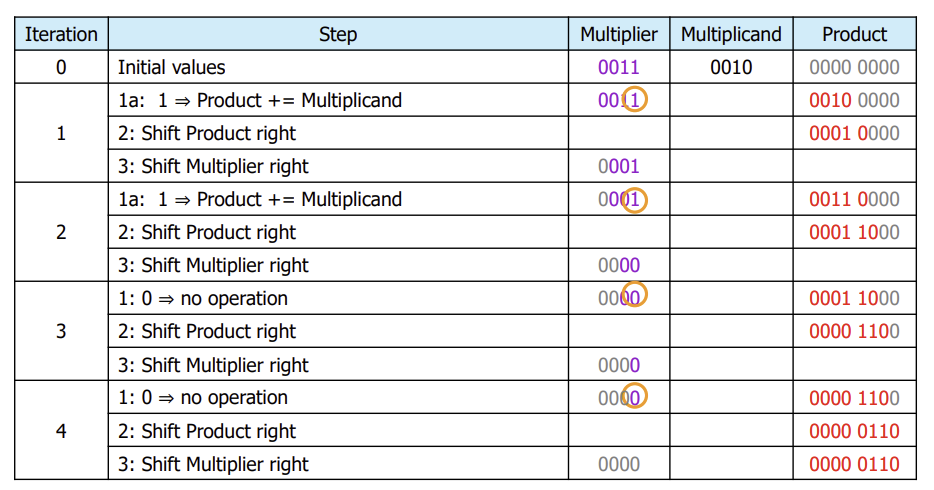 Iteration Step Multiplier Multiplicand Product
0 Initial values 0011 0010 0000 0000
1a: 1 ⇒ Product += Multiplicand 0011 0010 0000
1 2: Shift Product right 0001 0000
3: Shift Multiplier right 0001
1a: 1 ⇒ Product += Multiplicand 0001 0011 0000
2 2: Shift Product right 0001 1000
3: Shift Multiplier right 0000
1: 0 ⇒ no operation 0000 0001 1000
3 2: Shift Product right 0000 1100
3: Shift Multiplier right 0000
1: 0 ⇒ no operation 0000 0000 1100
4 2: Shift Product right 0000 0110
3: Shift Multiplier right 0000 0000 0110